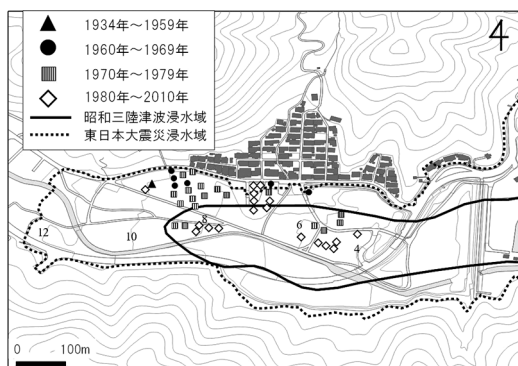 1934年～1959年
1960年～1969年
1970年～1979年
1980年～2010年
昭和三陸津波浸水域
東日本大震災浸水域
4
12
10
8
6
4
0 100m